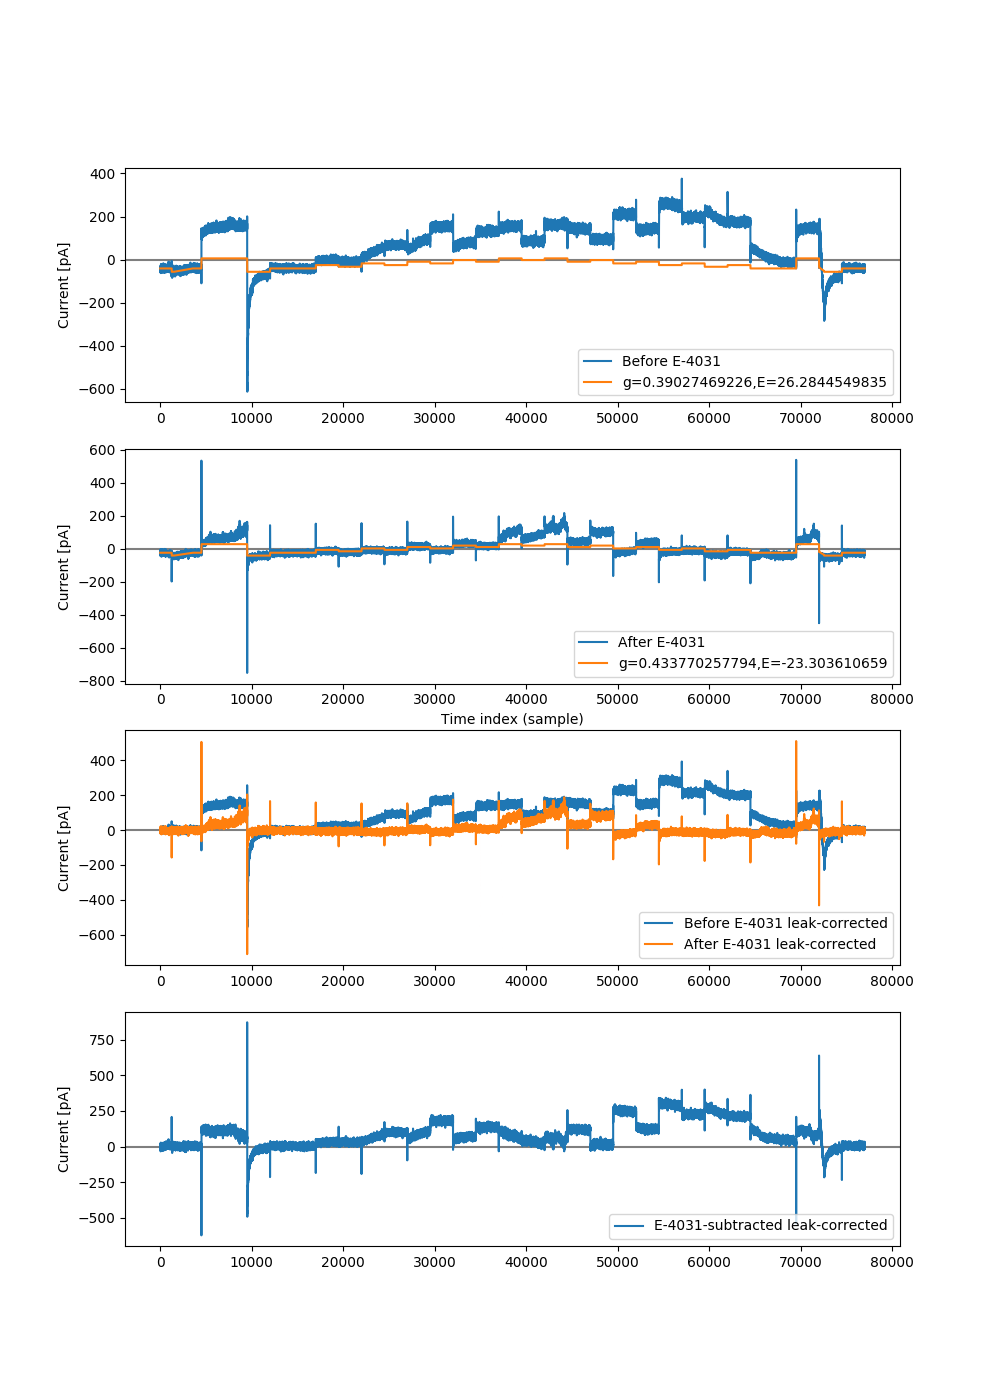 400
200
0
−200
−400
−600
Current [pA]
Before E-4031
g=0.39027469226,E=26.2844549835
0 10000 20000 30000 40000 50000 60000 70000 80000
600
400
200
0
−200
−400
−600
−800
Current [pA]
After E-4031
g=0.433770257794,E=-23.303610659
0 10000 20000 30000 40000 50000 60000 70000 80000
Time index (sample)
400
200
0
−200
−400
−600
Current [pA]
Before E-4031 leak-corrected
After E-4031 leak-corrected
0 10000 20000 30000 40000 50000 60000 70000 80000
750
500
250
0
−250
−500
Current [pA]
E-4031-subtracted leak-corrected
0 10000 20000 30000 40000 50000 60000 70000 80000